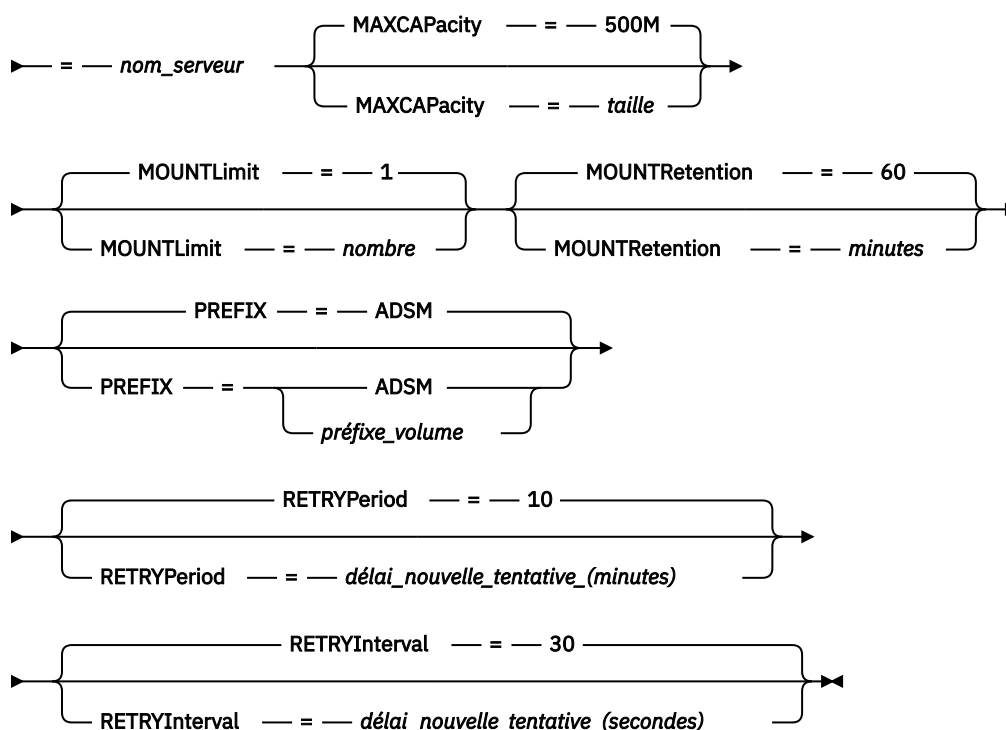 MAXCAPacity = 500M
= nom_serveur
MAXCAPacity = taille
MOUNTLimit = 1 MOUNTRetention = 60
MOUNTLimit = nombre MOUNTRetention = minutes
PREFIX = ADSM
PREFIX = ADSM
préfixe_volume
RETRYPeriod = 10
RETRYPeriod = délai_nouvelle_tentative_(minutes)
RETRYInterval = 30
RETRYInterval = délai_nouvelle_tentative_(secondes)